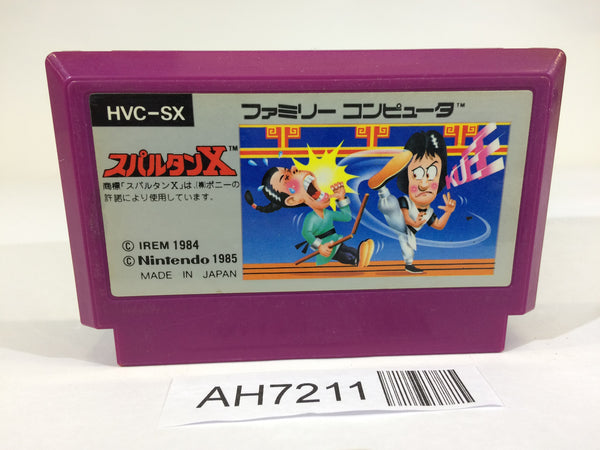 HVC-SX
ファミリー コンピュータ™
スパルタンX™
商標「スパルタンX」は、(株)ポニーの
許諾により使用しています。
© IREM 1984
© Nintendo 1985
MADE IN JAPAN
AH7211